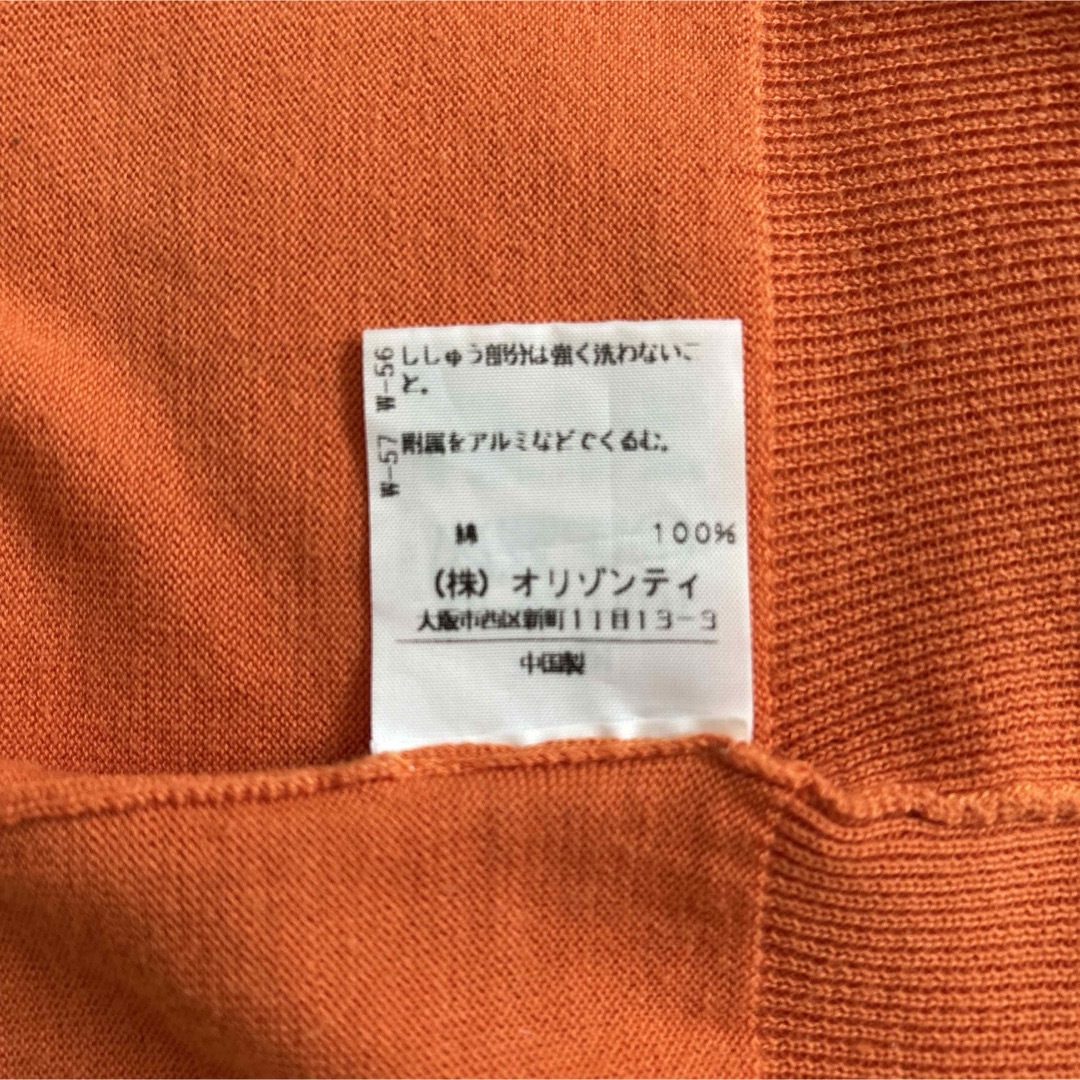 W-56 ししゅう部分は強く洗わないこ
と。
W-57 附属をアルミなどでくるむ。
綿 100%
(株)オリゾンティ
大阪市西区新町1丁目13-3
中国製